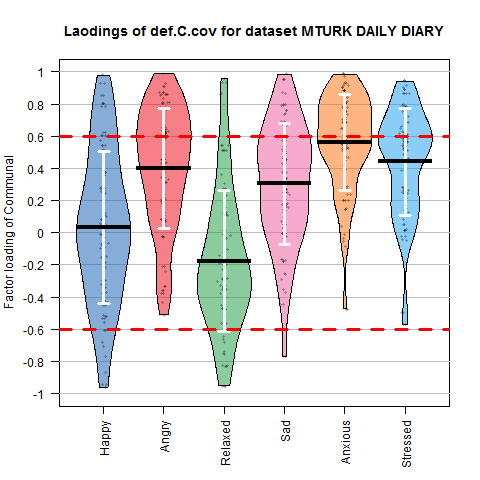 Laodings of def.C.cov for dataset MTURK DAILY DIARY
Factor loading of Communal
1
0.8
0.6
0.4
0.2
0
-0.2
-0.4
-0.6
-0.8
-1
Happy
Angry
Relaxed
Sad
Anxious
Stressed